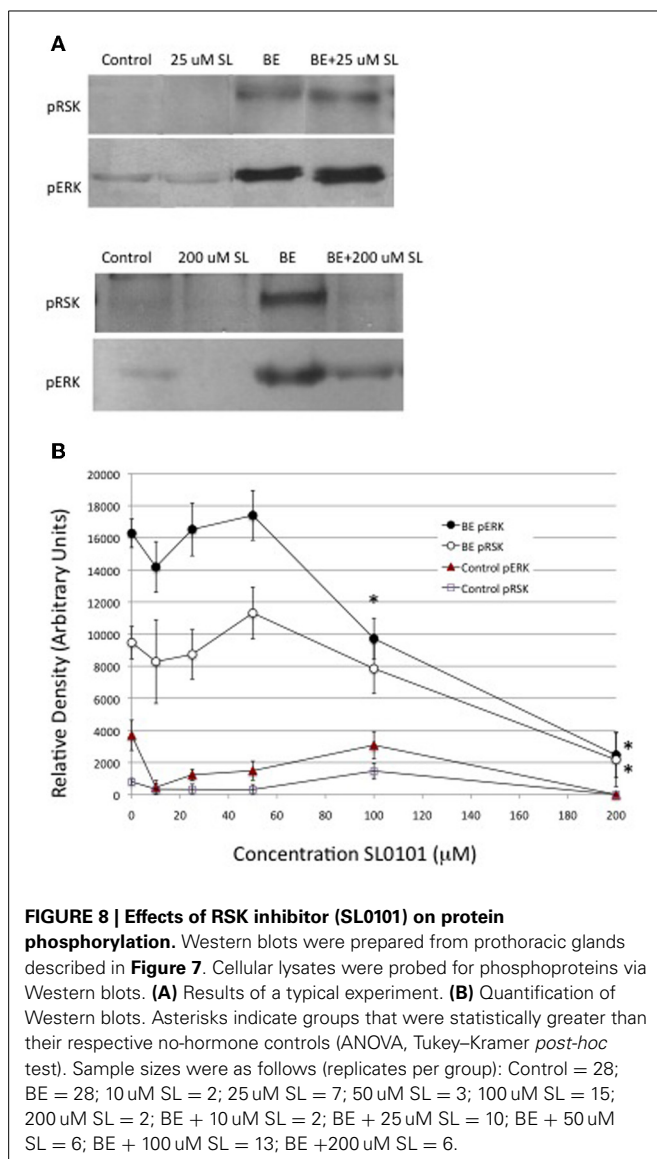 A
Control 25 uM SL BE BE+25 uM SL
pRSK
pERK
Control 200 uM SL BE BE+200 uM SL
pRSK
pERK
B
20000
18000
16000
14000
12000
10000
8000
6000
4000
2000
0
Relative Density (Arbitrary Units)
BE pERK
BE pRSK
Control pERK
Control pRSK
*
*
*
0 20 40 60 80 100 120 140 160 180 200
Concentration SL0101 (µM)
FIGURE 8 | Effects of RSK inhibitor (SL0101) on protein
phosphorylation. Western blots were prepared from prothoracic glands
described in Figure 7. Cellular lysates were probed for phosphoproteins via
Western blots. (A) Results of a typical experiment. (B) Quantification of
Western blots. Asterisks indicate groups that were statistically greater than
their respective no-hormone controls (ANOVA, Tukey–Kramer post-hoc
test). Sample sizes were as follows (replicates per group): Control = 28;
BE = 28; 10 uM SL = 2; 25 uM SL = 7; 50 uM SL = 3; 100 uM SL = 15;
200 uM SL = 2; BE + 10 uM SL = 2; BE + 25 uM SL = 10; BE + 50 uM
SL = 6; BE + 100 uM SL = 13; BE +200 uM SL = 6.